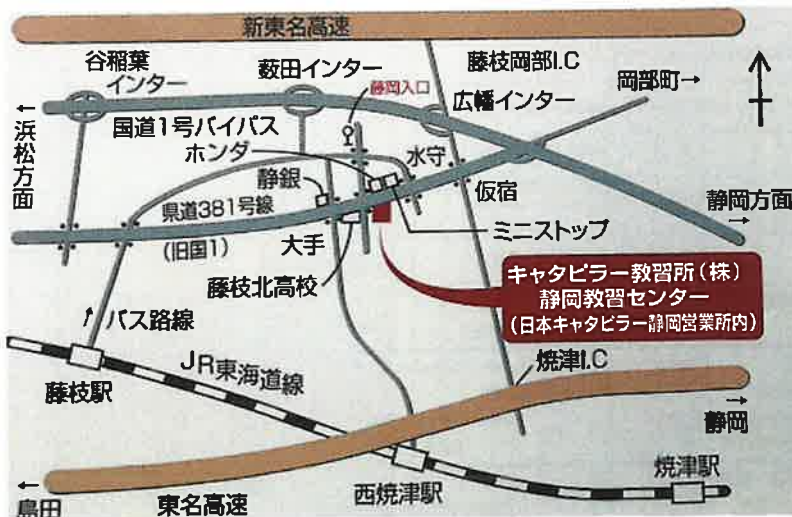 新東名高速
谷稲葉
インター
薮田インター
藤岡入口
藤枝岡部I.C
岡部町→
広幡インター
←
浜松方面
国道1号バイパス
ホンダ
水守
静銀
仮宿
県道381号線
(旧国1)
大手
ミニストップ
静岡方面
→
藤枝北高校
キャタピラー教習所(株)
静岡教習センター
(日本キャタピラー静岡営業所内)
↑
バス路線
JR東海道線
藤枝駅
焼津I.C
→
静岡
←
島田
東名高速
西焼津駅
焼津駅